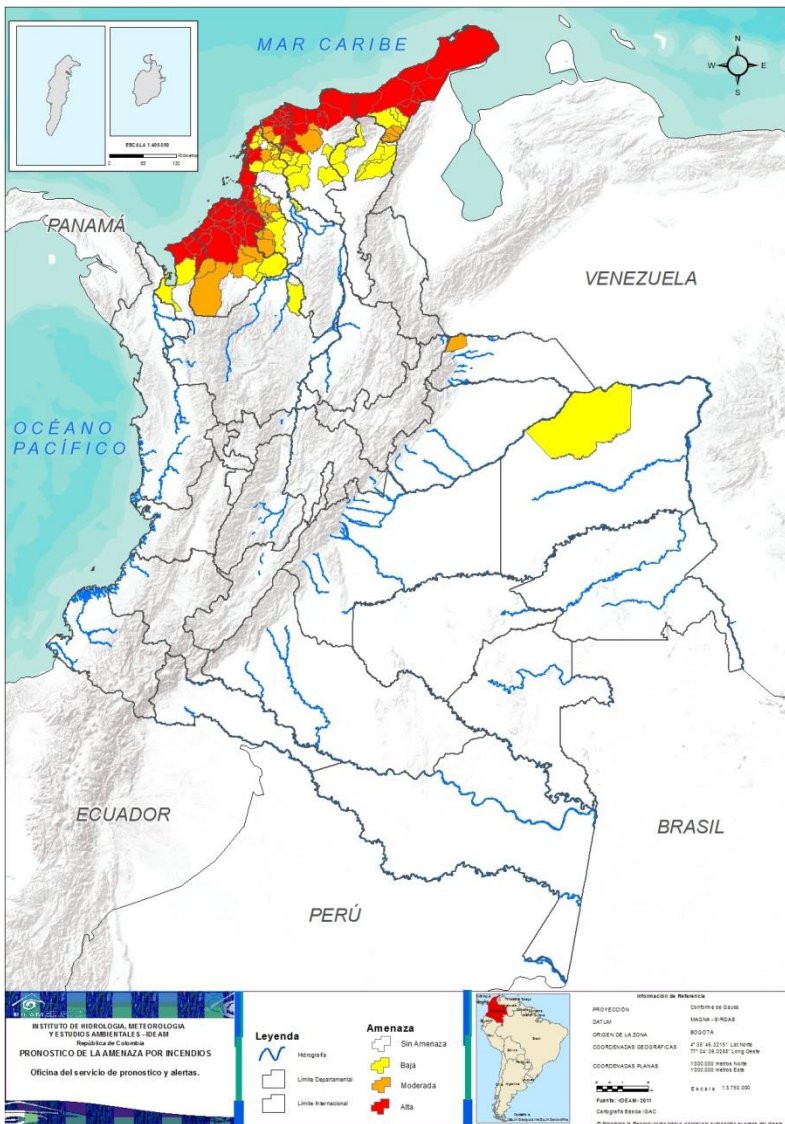 MAR CARIBE
N
W
E
S
ESCALA 1:400.000
PANAMÁ
VENEZUELA
OCÉANO
PACÍFICO
ECUADOR
BRASIL
PERÚ
INSTITUTO DE HIDROLOGIA, METEOROLOGIA
Y ESTUDIOS AMBIENTALES - IDEAM
República de Colombia
PRONOSTICO DE LA AMENAZA POR INCENDIOS
Oficina del servicio de pronostico y alertas.
Leyenda
Hidrografía
Límite Departamental
Límite Internacional
Amenaza
Sin Amenaza
Baja
Moderada
Alta
Información de Referencia
PROYECCIÓN Conforme de Gauss
DATUM MAGNA-SIRGAS
ORIGEN DE LA ZONA BOGOTA
COORDENADAS GEOGRÁFICAS
COORDENADAS PLANAS 1'000.000 metros Norte
1'000.000 metros Este
Escala 1:3.750.000
Fuente: -IDEAM- 2011
Cartografía Básica: IGAC